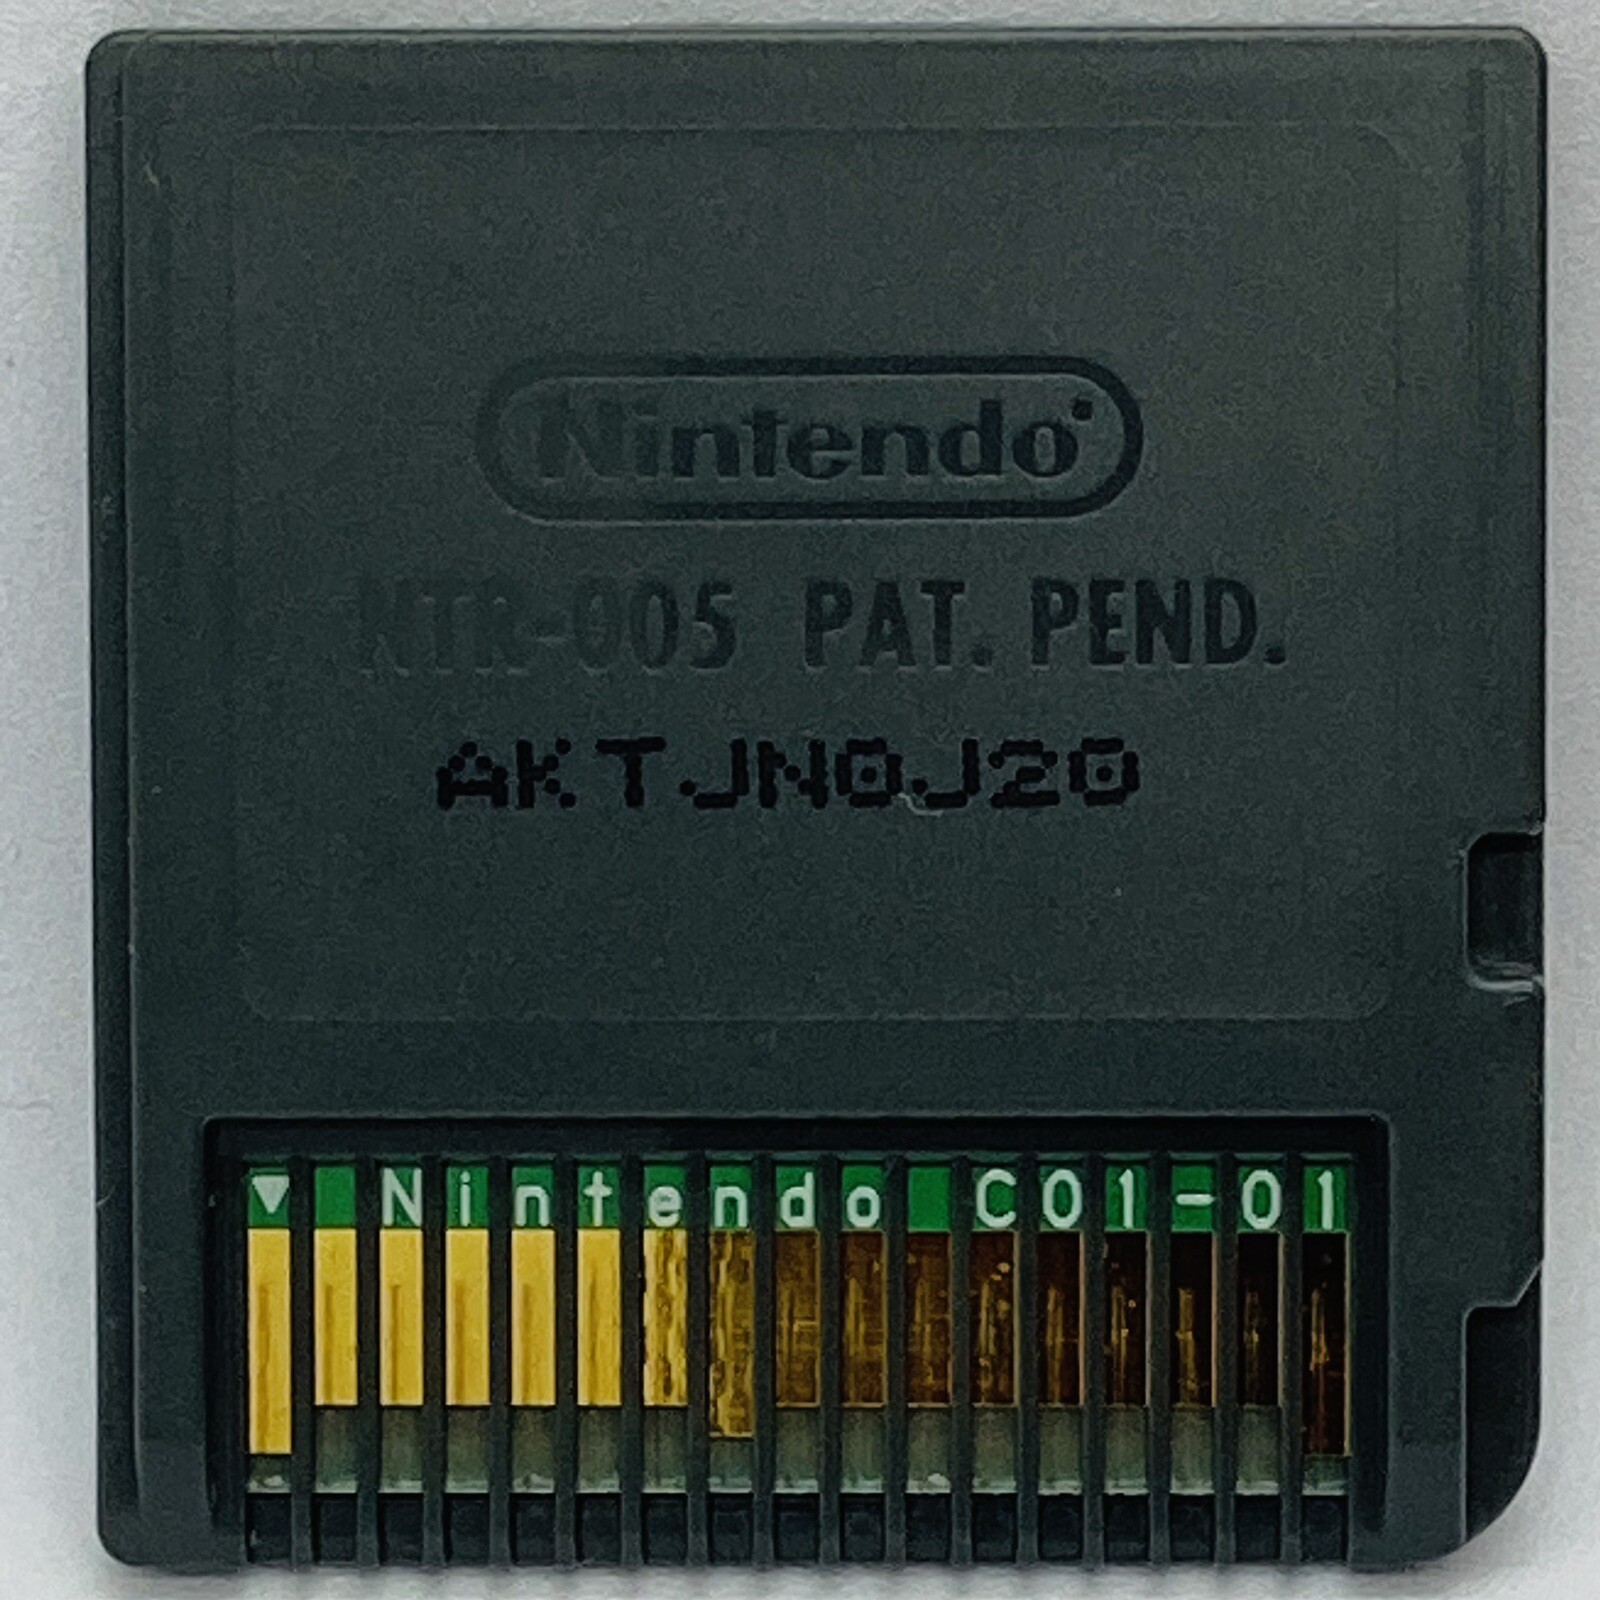 Nintendo
NTR-005 PAT. PEND.
AKTJN0J20
▼ Nintendo C01-01